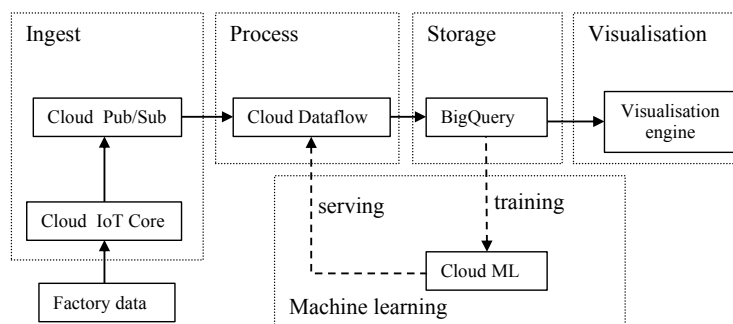 Ingest
Process
Storage
Visualisation
Cloud Pub/Sub
Cloud Dataflow
BigQuery
Visualisation
engine
serving
training
Cloud IoT Core
Cloud ML
Factory data
Machine learning